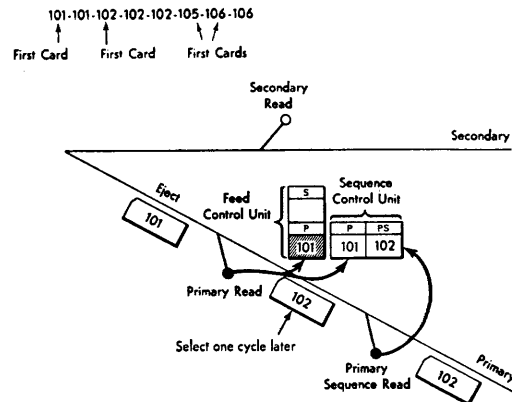 101-101-102-102-102-105-106-106
First Card First Card First Cards
Secondary
Read
Secondary
Eject
Feed
Control Unit
S
P
101
Sequence
Control Unit
P PS
101 102
101
Primary Read
102
Select one cycle later
Primary
Sequence Read
Primary
102